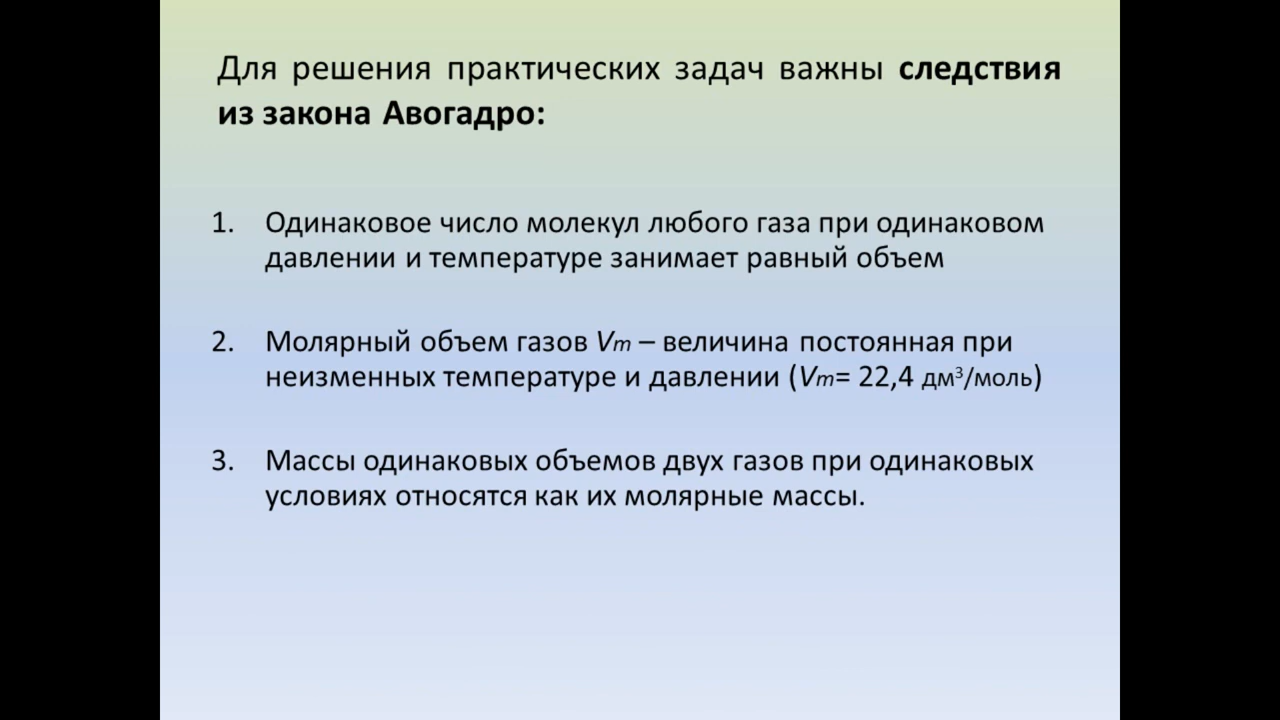 Для решения практических задач важны следствия
из закона Авогадро:
1. Одинаковое число молекул любого газа при одинаковом
давлении и температуре занимает равный объем
2. Молярный объем газов Vm – величина постоянная при
неизменных температуре и давлении (Vm= 22,4 дм³/моль)
3. Массы одинаковых объемов двух газов при одинаковых
условиях относятся как их молярные массы.